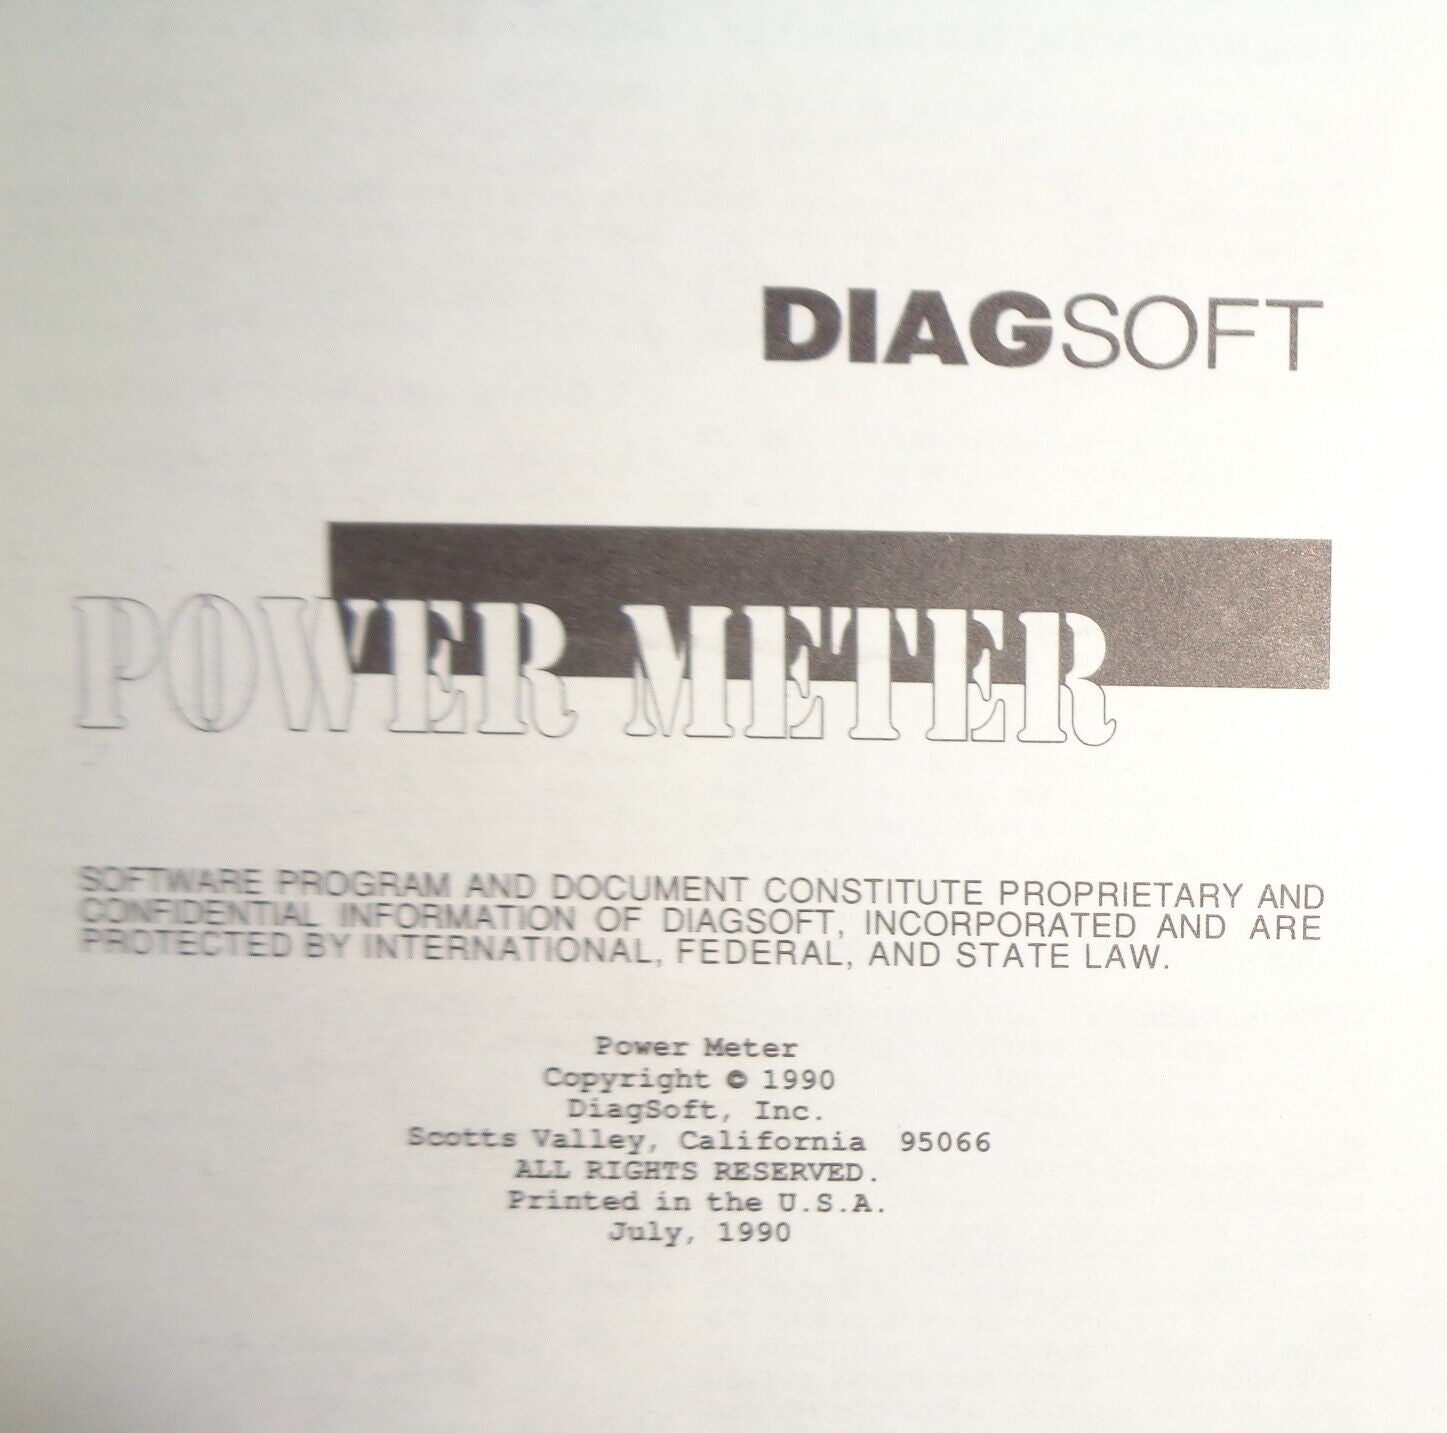 DIAGSOFT
POWER METER
SOFTWARE PROGRAM AND DOCUMENT CONSTITUTE PROPRIETARY AND
CONFIDENTIAL INFORMATION OF DIAGSOFT, INCORPORATED AND ARE
PROTECTED BY INTERNATIONAL, FEDERAL, AND STATE LAW.
Power Meter
Copyright © 1990
DiagSoft, Inc.
Scotts Valley, California 95066
ALL RIGHTS RESERVED.
Printed in the U.S.A.
July, 1990